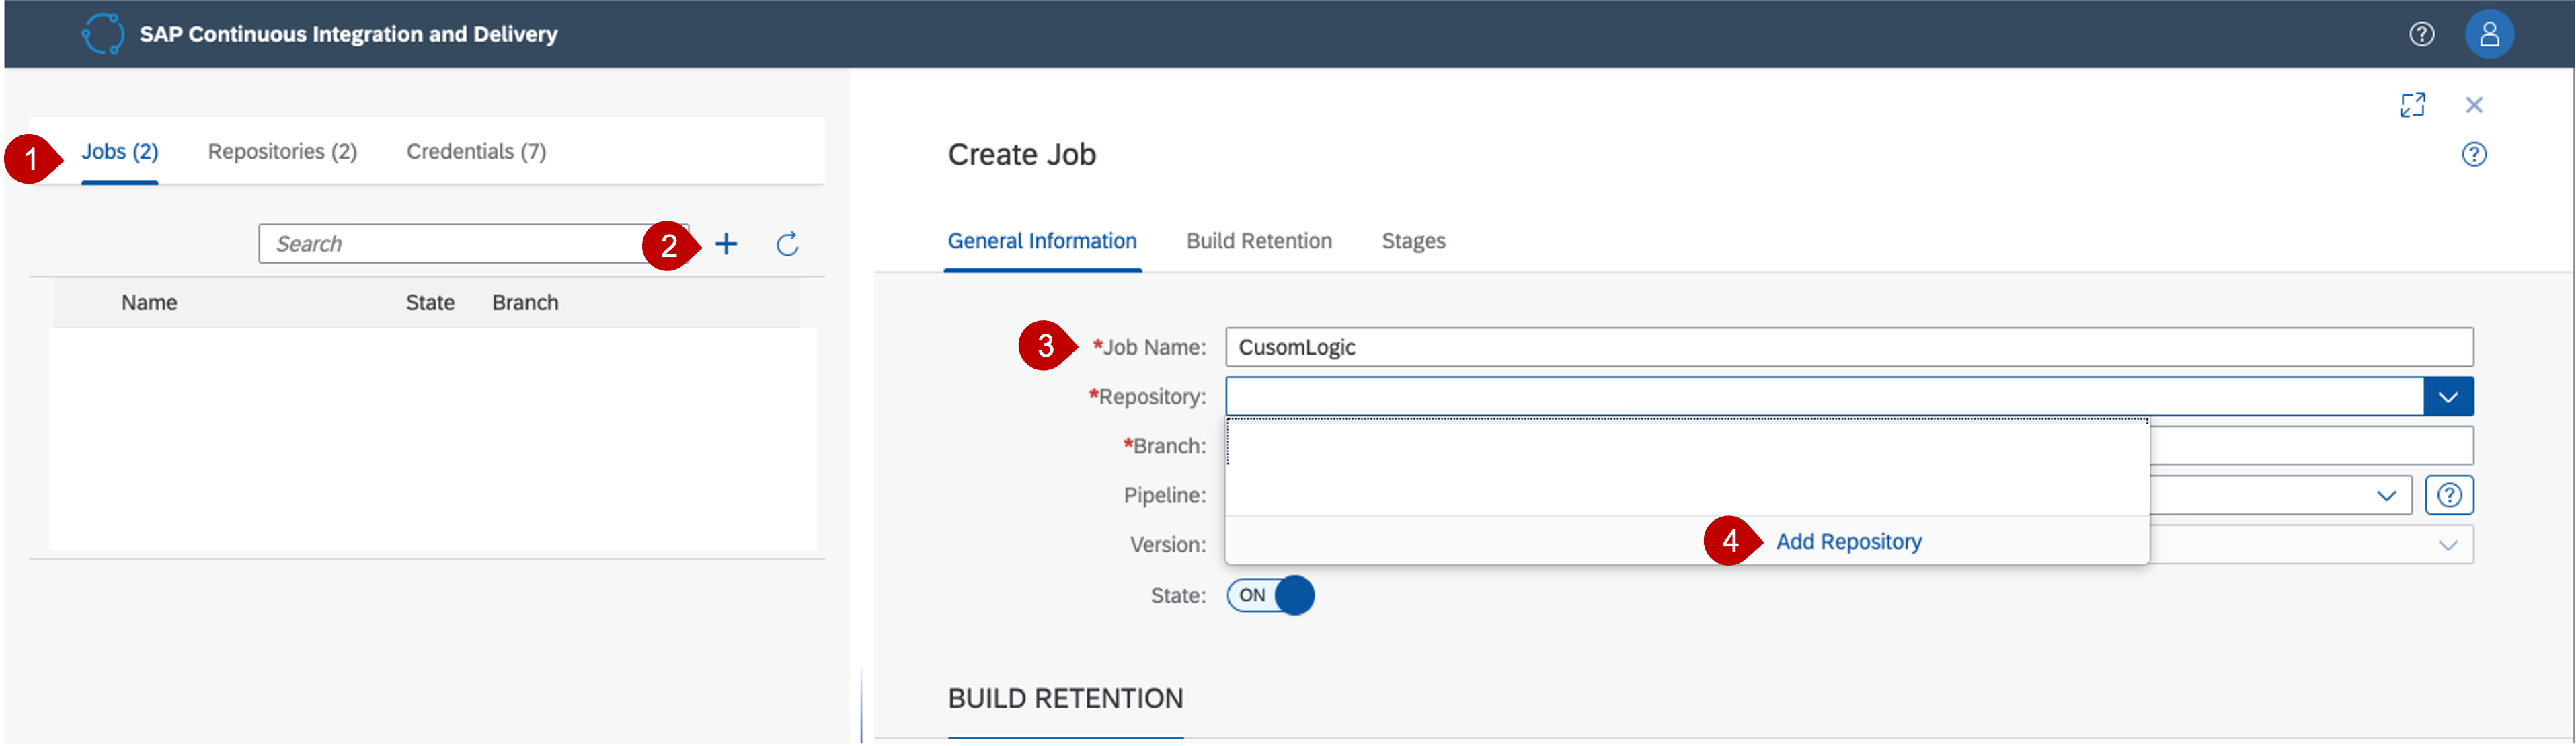 SAP Continuous Integration and Delivery
1 Jobs (2) Repositories (2) Credentials (7)
Search 2
Name State Branch
Create Job
General Information Build Retention Stages
3 *Job Name: CusomLogic
*Repository:
*Branch:
Pipeline:
4 Add Repository
Version:
State: ON
BUILD RETENTION